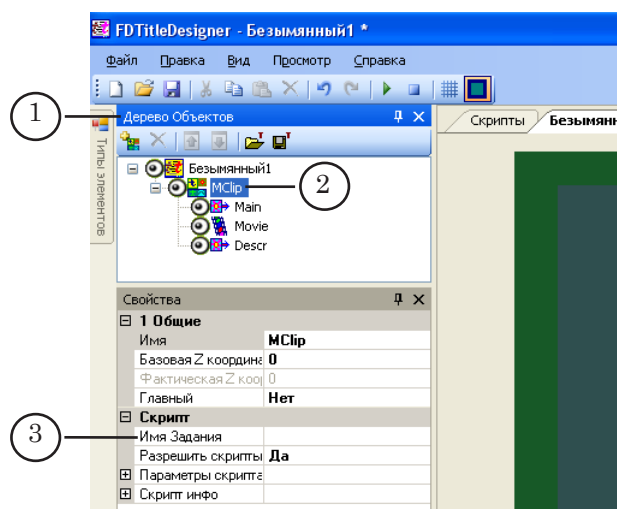 FDTitleDesigner - Безымянный1 *
Файл Правка Вид Просмотр Справка
1
Дерево Объектов
Скрипты Безымянн
Типы элементов
Безымянный1
MClip
2
Main
Movie
Descr
Свойства
1 Общие
Имя MClip
Базовая Z координа 0
Фактическая Z коор 0
Главный Нет
Скрипт
3
Имя Задания
Разрешить скрипты Да
Параметры скрипта
Скрипт инфо